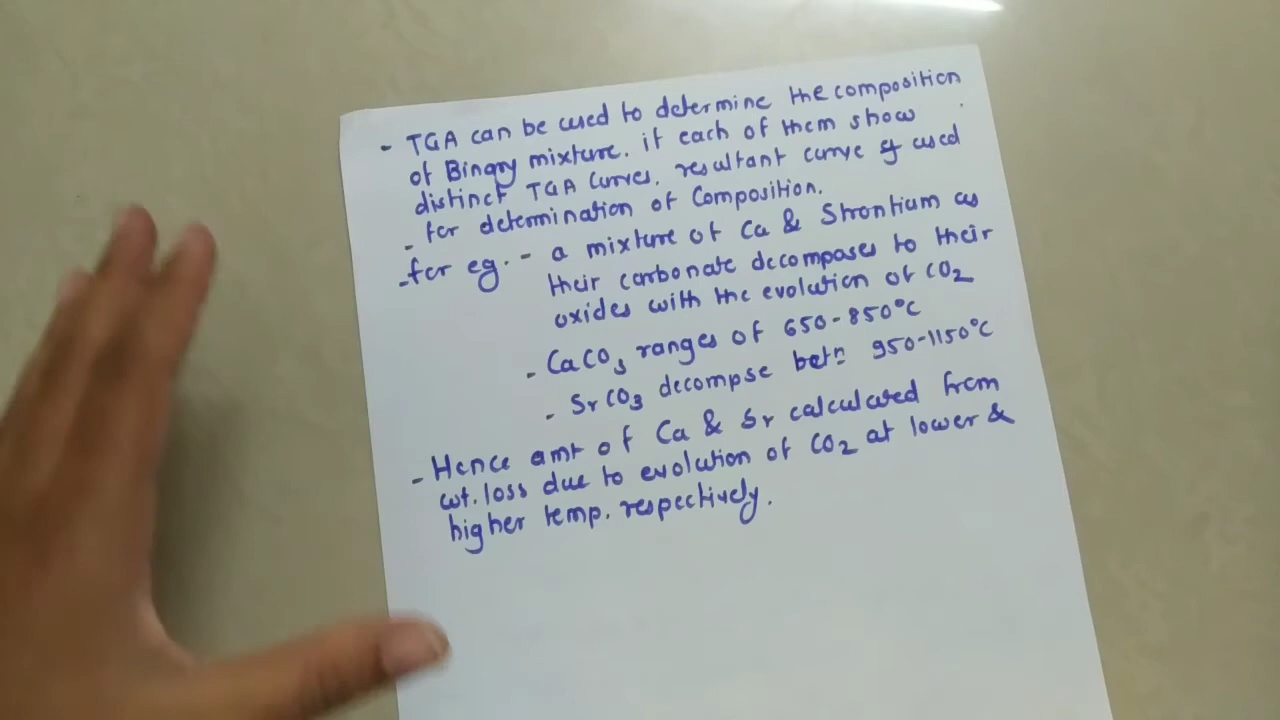 - TGA can be used to determine the composition
of Binary mixture. if each of them show
distinct TGA Curves, resultant curve if used
- for determination of Composition.
- for eg. - a mixture of Ca & Strontium as
their carbonate decomposes to their
oxides with the evolution of CO2
- CaCO3 ranges of 650-850°C
- SrCO3 decompse betn 950-1150°C
- Hence amt of Ca & Sr calculated from
wt. loss due to evolution of CO2 at lower &
higher temp. respectively.